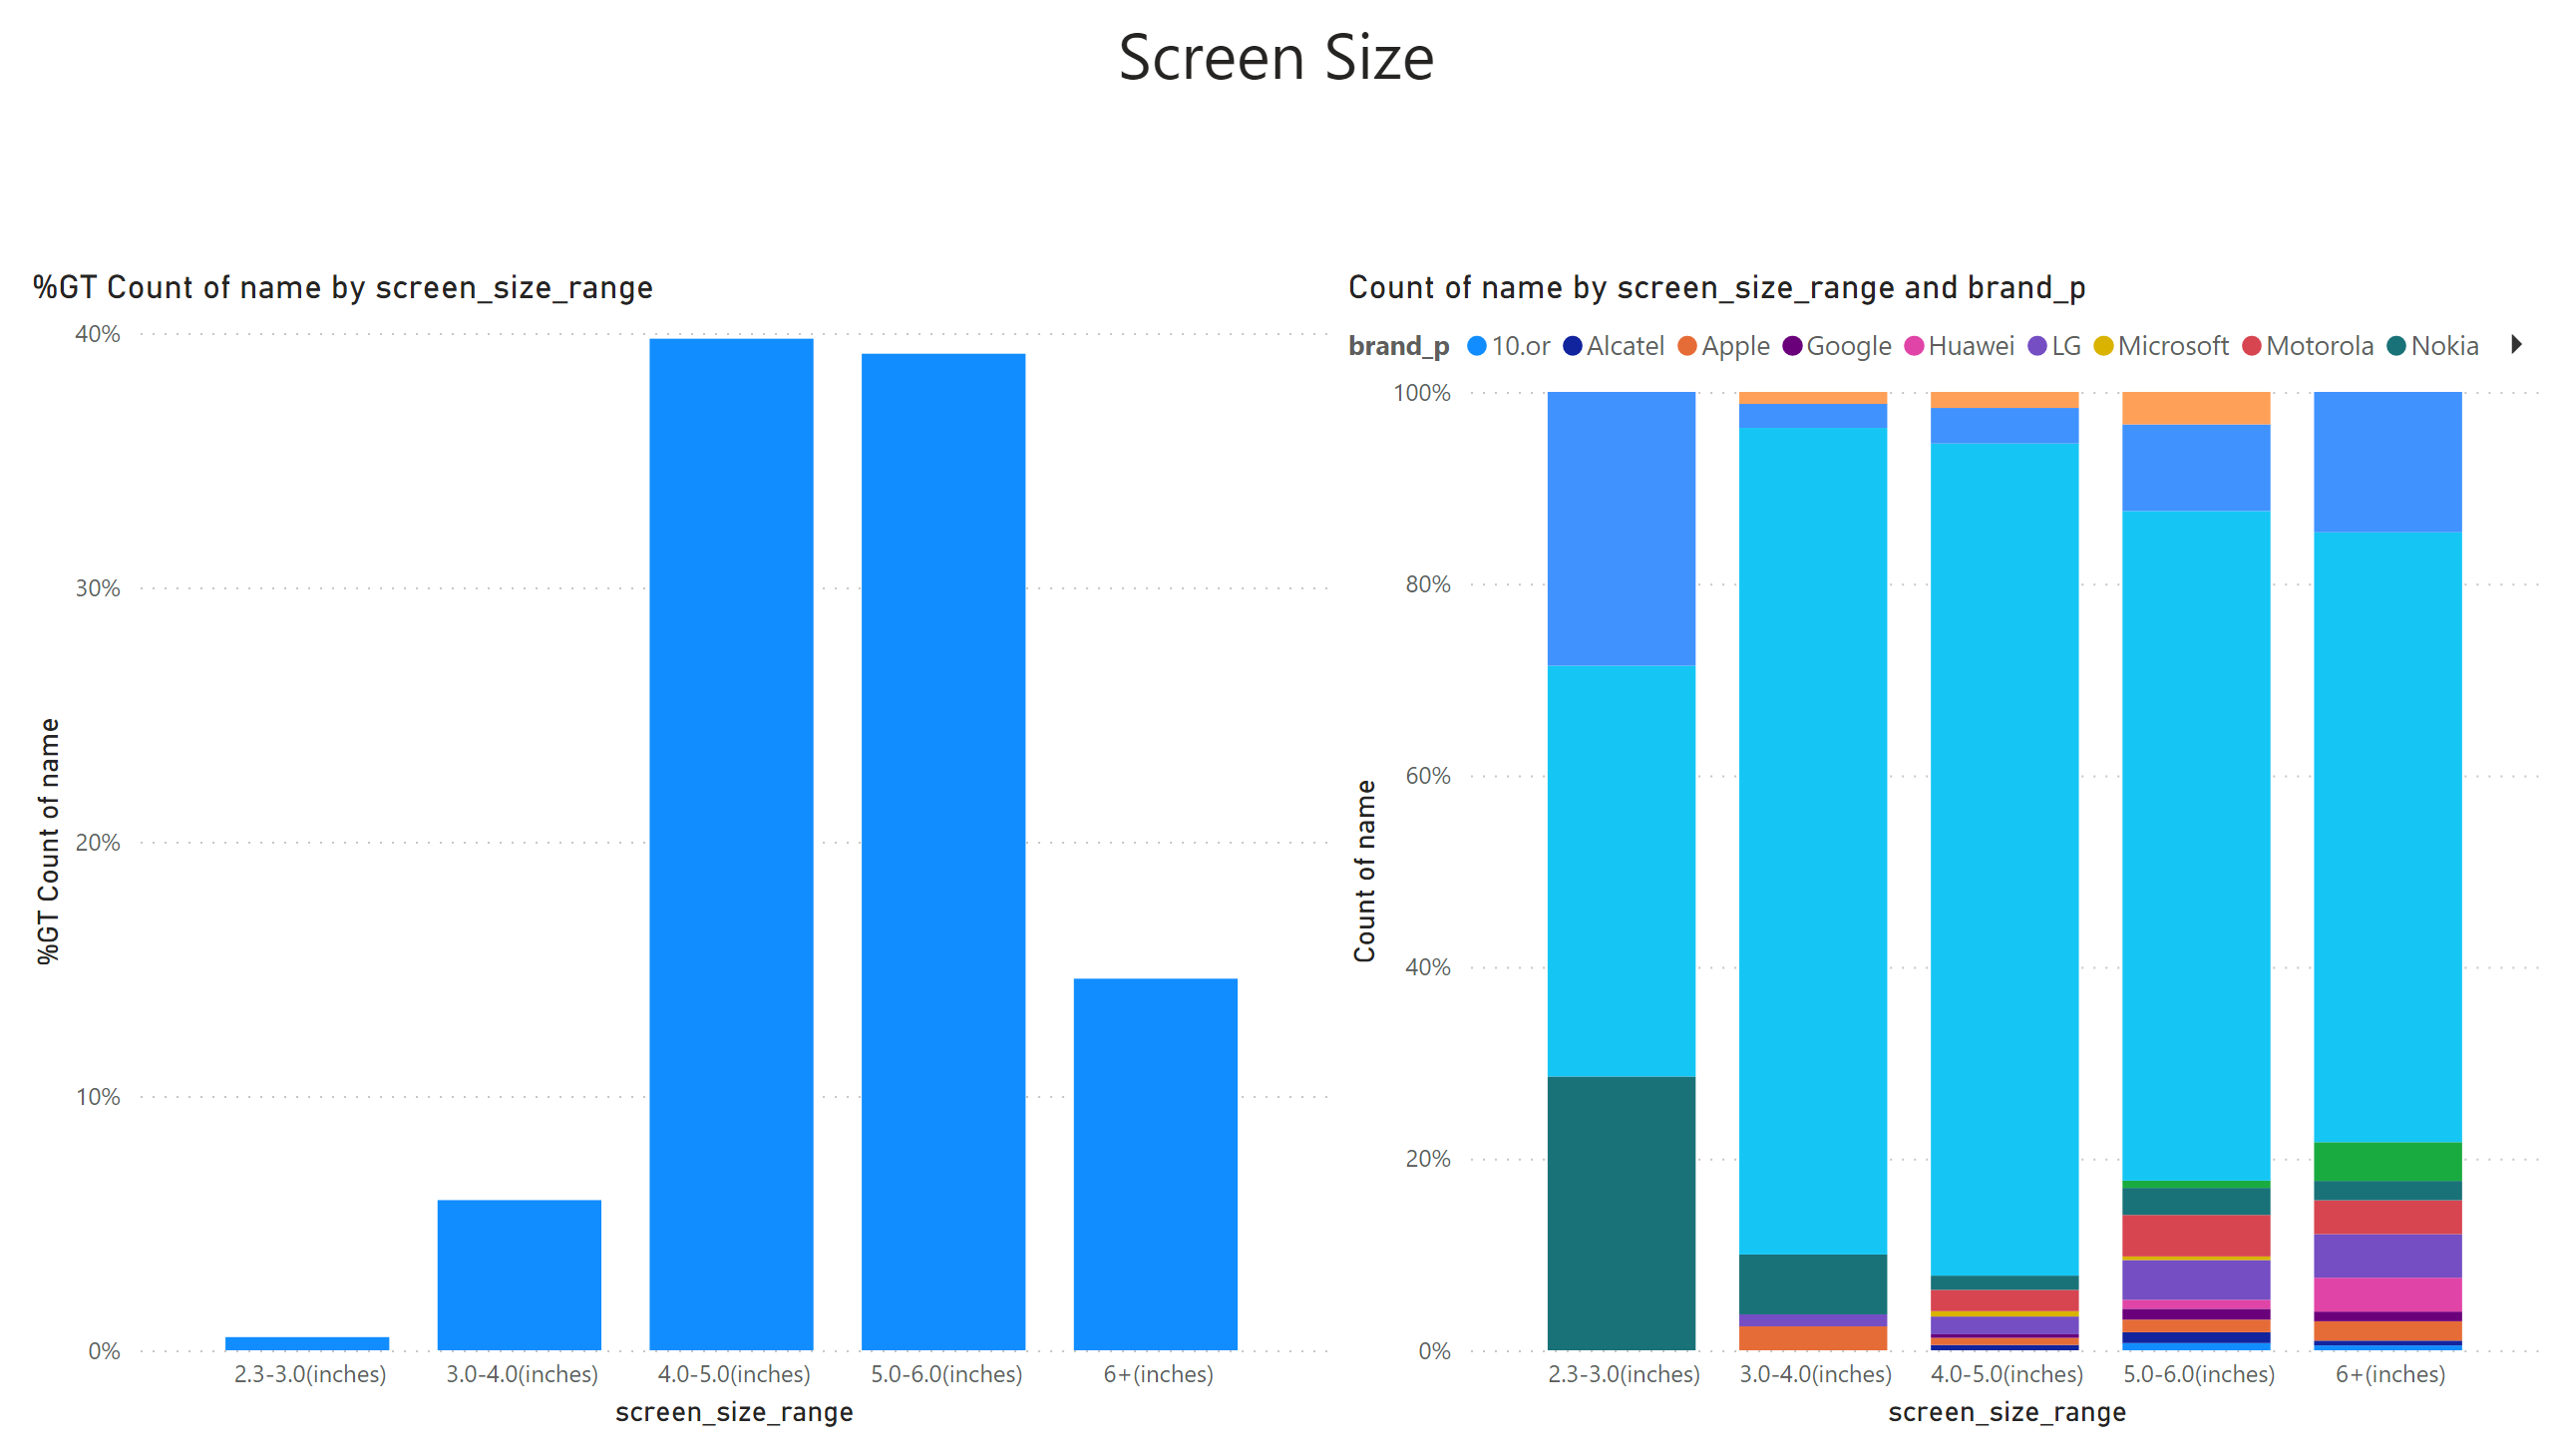 Screen Size
%GT Count of name by screen_size_range
40%
30%
20%
10%
0%
%GT Count of name
2.3-3.0(inches) 3.0-4.0(inches) 4.0-5.0(inches) 5.0-6.0(inches) 6+(inches)
screen_size_range
Count of name by screen_size_range and brand_p
brand_p 10.or Alcatel Apple Google Huawei LG Microsoft Motorola Nokia
100%
80%
60%
40%
20%
0%
Count of name
2.3-3.0(inches) 3.0-4.0(inches) 4.0-5.0(inches) 5.0-6.0(inches) 6+(inches)
screen_size_range